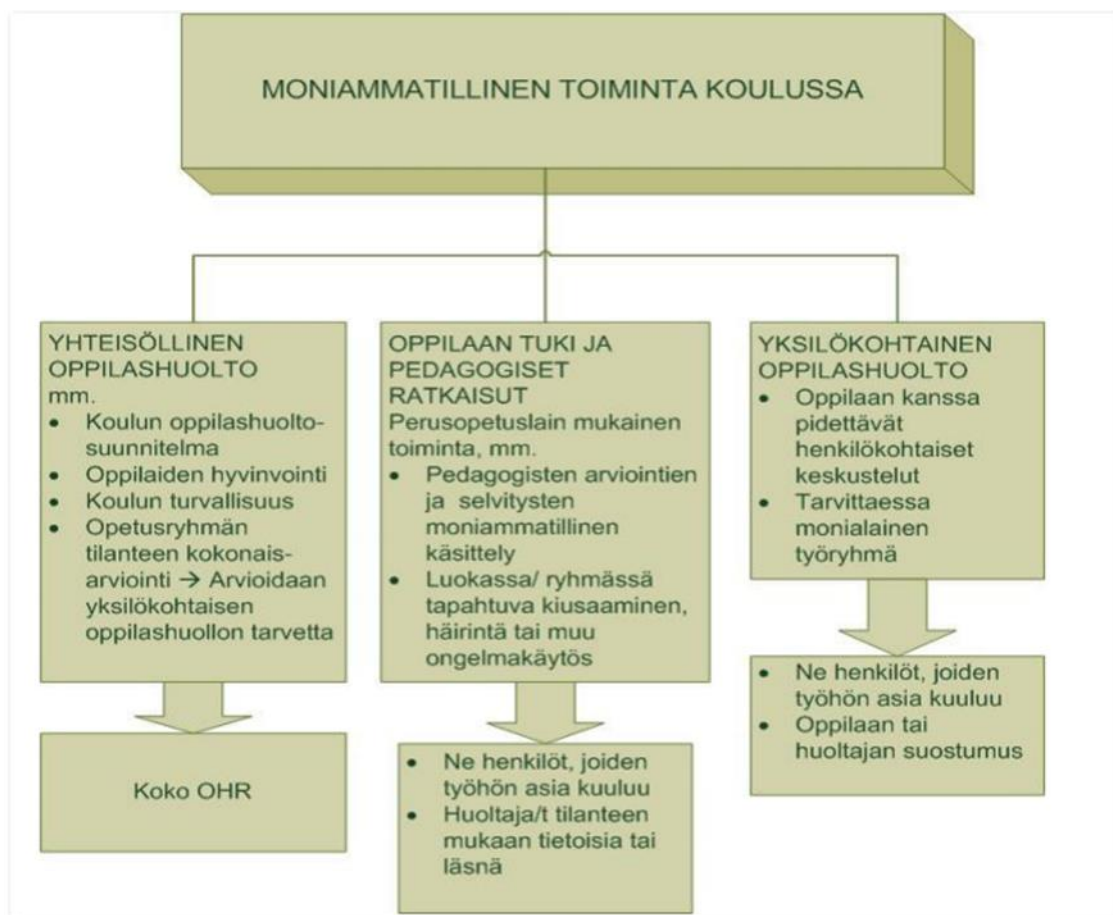 MONIAMMATILLINEN TOIMINTA KOULUSSA
YHTEISÖLLINEN
OPPILASHUOLTO
mm.
• Koulun oppilashuolto-
suunnitelma
• Oppilaiden hyvinvointi
• Koulun turvallisuus
• Opetusryhmän
tilanteen kokonais-
arviointi → Arvioidaan
yksilökohtaisen
oppilashuollon tarvetta
Koko OHR
OPPILAAN TUKI JA
PEDAGOGISET
RATKAISUT
Perusopetuslain mukainen
toiminta, mm.
• Pedagogisten arviointien
ja selvitysten
moniammatillinen
käsittely
• Luokassa/ ryhmässä
tapahtuva kiusaaminen,
häirintä tai muu
ongelmakäytös
• Ne henkilöt, joiden
työhön asia kuuluu
• Huoltaja/t tilanteen
mukaan tietoisia tai
läsnä
YKSILÖKOHTAINEN
OPPILASHUOLTO
• Oppilaan kanssa
pidettävät
henkilökohtaiset
keskustelut
• Tarvittaessa
monialainen
työryhmä
• Ne henkilöt, joiden
työhön asia kuuluu
• Oppilaan tai
huoltajan suostumus